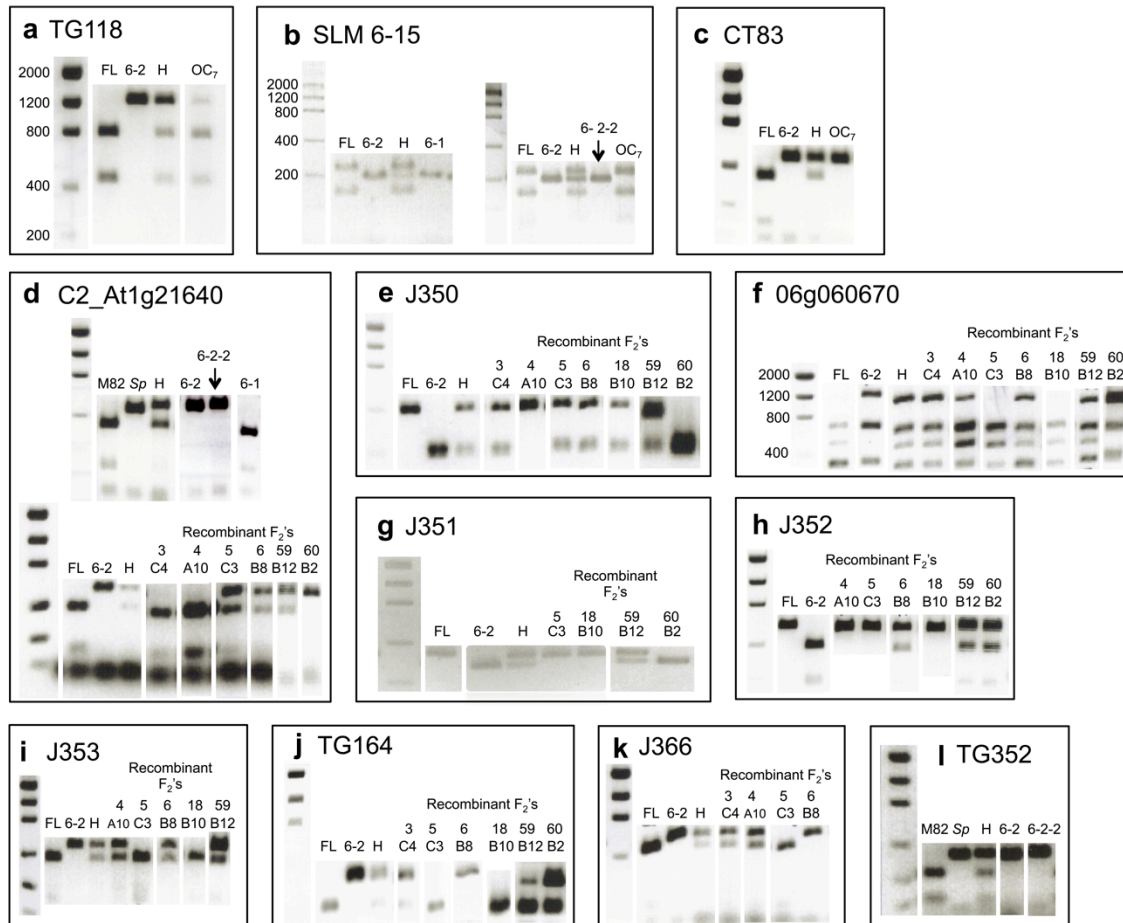 a TG118
FL 6-2 H OC7
2000
1200
800
400
200
b SLM 6-15
2000
1200
800
400
200
FL 6-2 H 6-1
6- 2-2
FL 6-2 H OC7
c CT83
FL 6-2 H OC7
d C2_At1g21640
6-2-2
M82 Sp H 6-2 6-1
Recombinant F2's
3 4 5 6 59 60
FL 6-2 H C4 A10 C3 B8 B12 B2
e J350
Recombinant F2's
3 4 5 6 18 59 60
FL 6-2 H C4 A10 C3 B8 B10 B12 B2
f 06g060670
Recombinant F2's
3 4 5 6 18 59 60
FL 6-2 H C4 A10 C3 B8 B10 B12 B2
2000
1200
800
400
g J351
Recombinant
F2's
5 18 59 60
FL 6-2 H C3 B10 B12 B2
h J352
Recombinant F2's
4 5 6 18 59 60
FL 6-2 A10 C3 B8 B10 B12 B2
i J353
Recombinant
F2's
4 5 6 18 59
FL 6-2 H A10 C3 B8 B10 B12
j TG164
Recombinant F2's
3 5 6 18 59 60
FL 6-2 H C4 C3 B8 B10 B12 B2
k J366
Recombinant F2's
3 4 5 6
FL 6-2 H C4 A10 C3 B8
l TG352
M82 Sp H 6-2 6-2-2